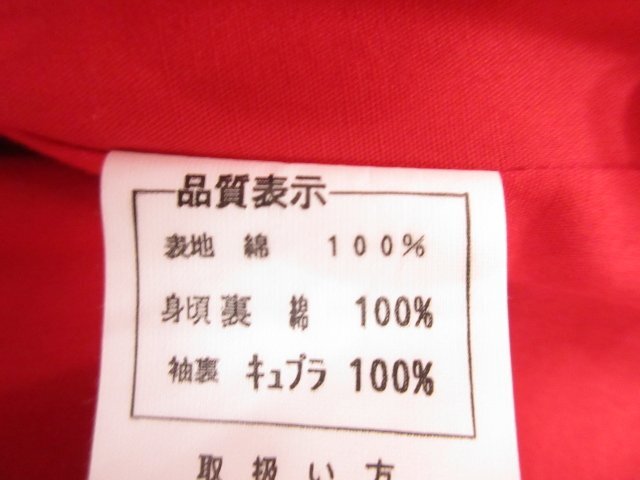 品質表示
表地 綿 100%
身頃裏 綿 100%
袖裏 キュプラ 100%
取扱い方